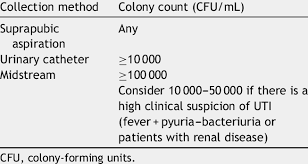 Collection method Colony count (CFU/mL)
Suprapubic Any
aspiration
Urinary catheter ≥10 000
Midstream ≥100 000
Consider 10 000–50 000 if there is a
high clinical suspicion of UTI
(fever + pyuria–bacteriuria or
patients with renal disease)
CFU, colony-forming units.